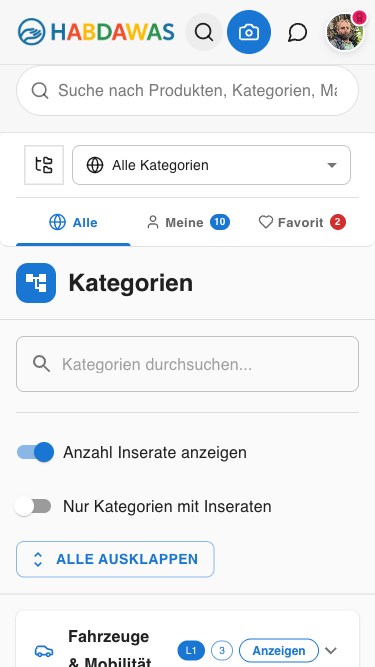 HABDAWAS
Suche nach Produkten, Kategorien, Ma
Alle Kategorien
Alle
Meine 10
Favorit 2
Kategorien
Kategorien durchsuchen...
Anzahl Inserate anzeigen
Nur Kategorien mit Inseraten
ALLE AUSKLAPPEN
Fahrzeuge
& Mobilität
L1
3
Anzeigen